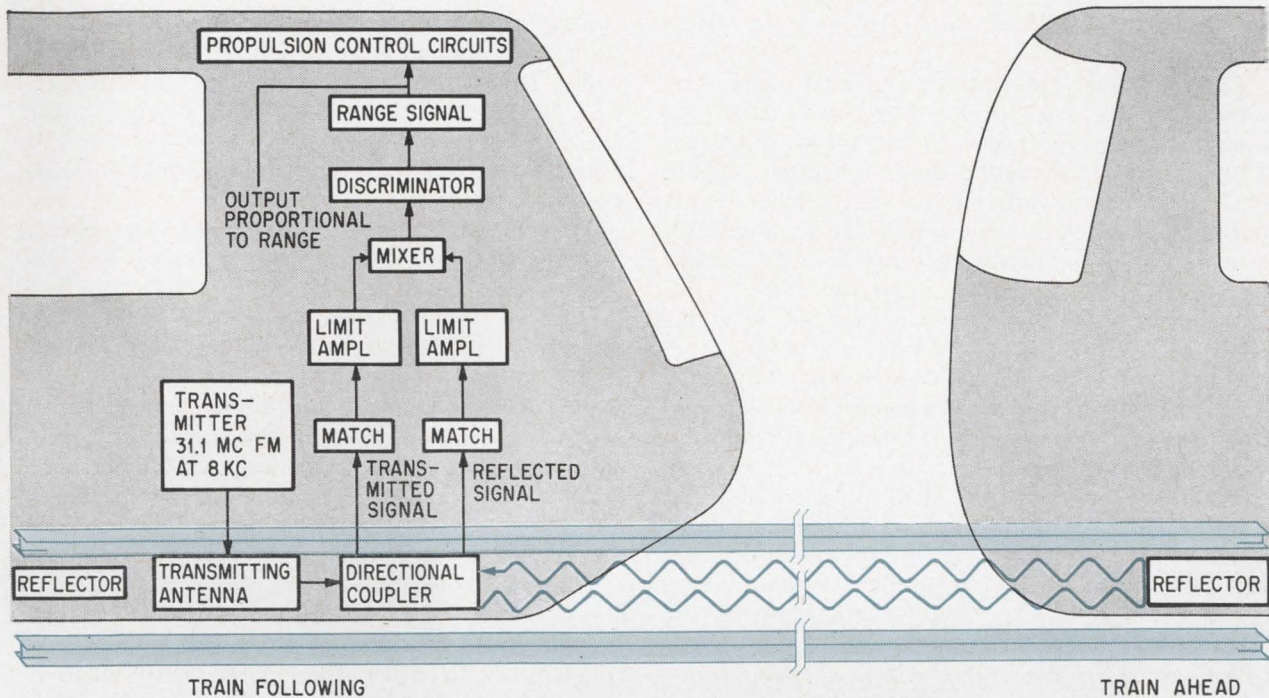 PROPULSION CONTROL CIRCUITS
RANGE SIGNAL
DISCRIMINATOR
OUTPUT
PROPORTIONAL
TO RANGE
MIXER
LIMIT
AMPL
LIMIT
AMPL
TRANS-
MITTER
31.1 MC FM
AT 8 KC
MATCH
MATCH
TRANS-
MITTED
SIGNAL
REFLECTED
SIGNAL
REFLECTOR
TRANSMITTING
ANTENNA
DIRECTIONAL
COUPLER
REFLECTOR
TRAIN FOLLOWING
TRAIN AHEAD